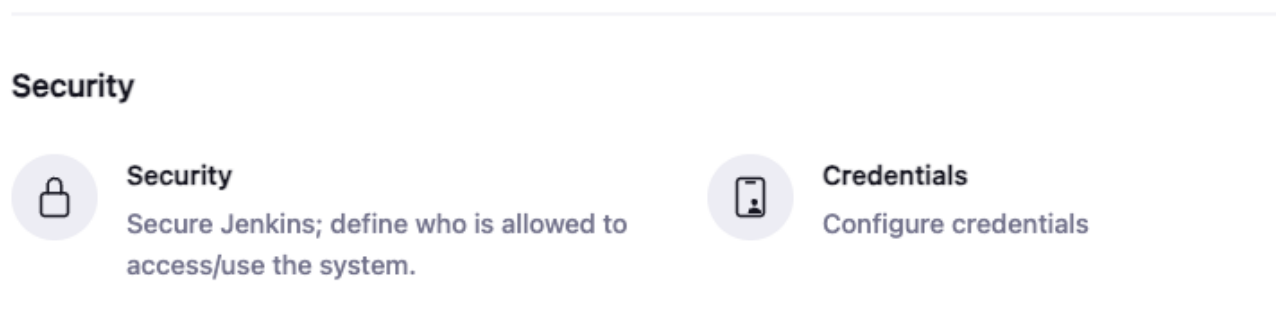 Security
Security
Secure Jenkins; define who is allowed to
access/use the system.
Credentials
Configure credentials